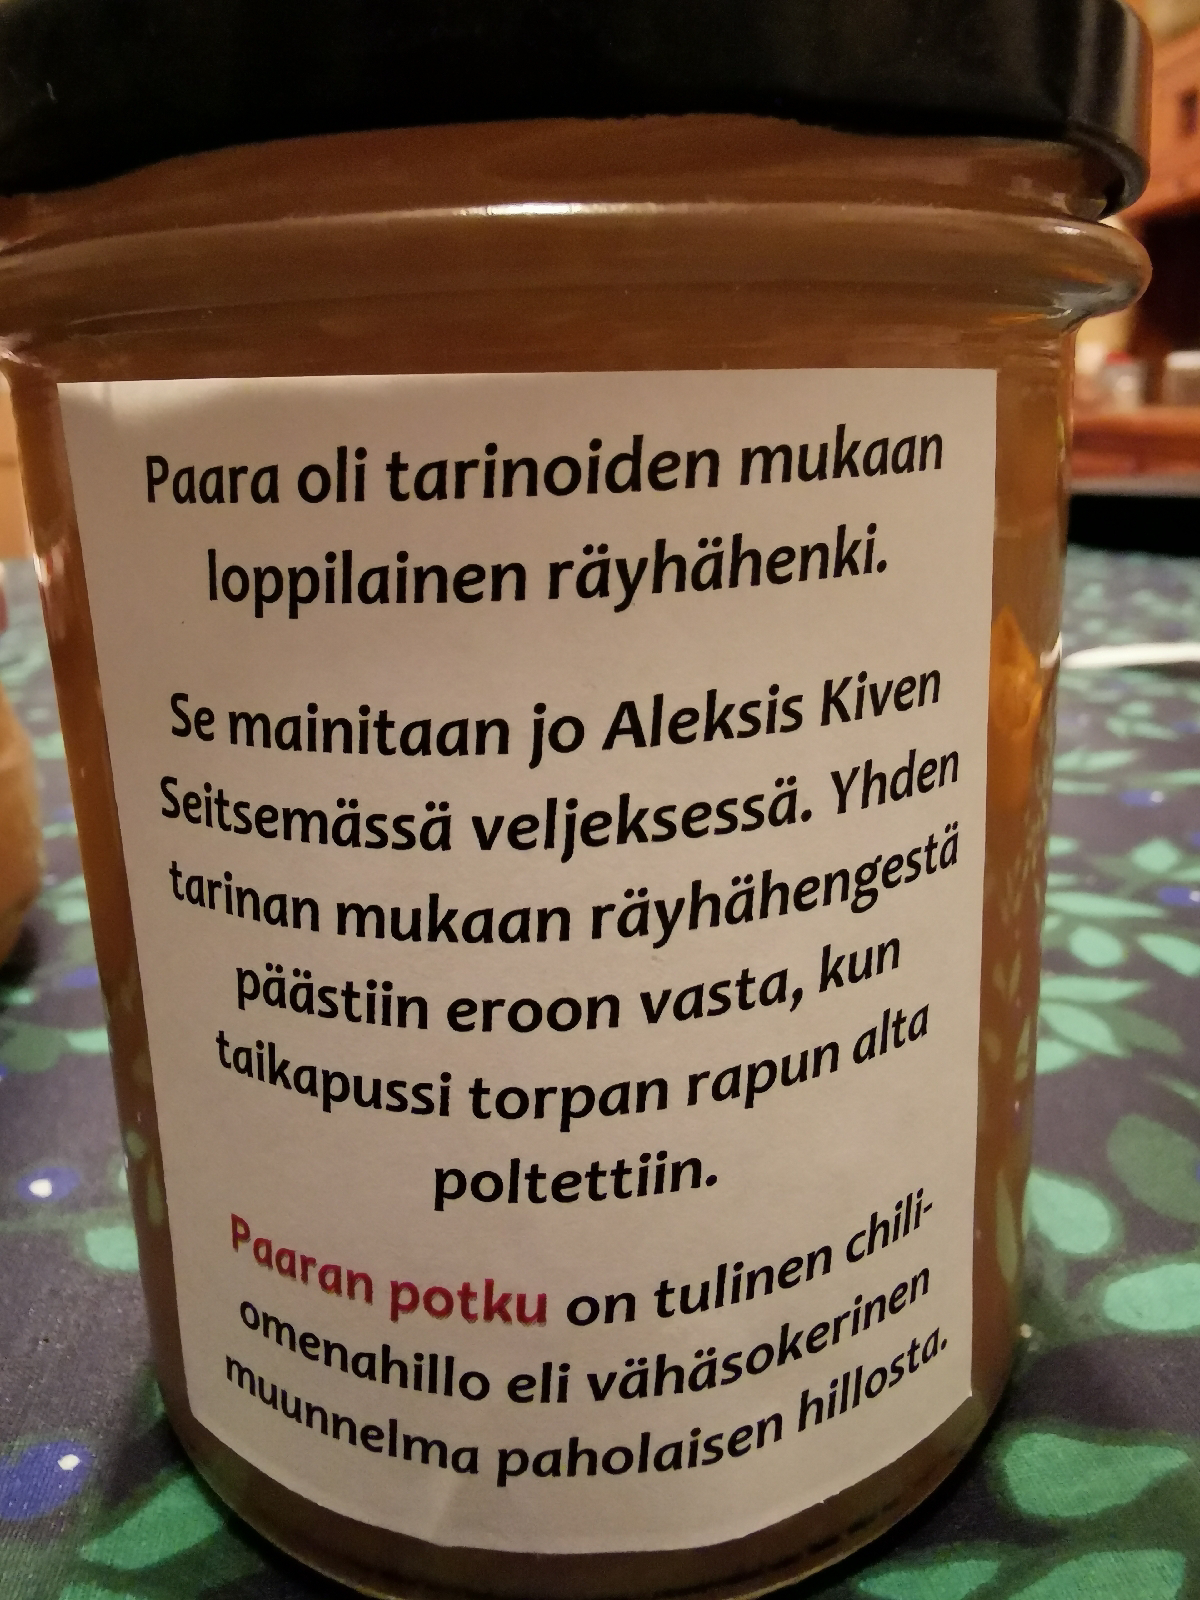 Paara oli tarinoiden mukaan
loppilainen räyhähenki.
Se mainitaan jo Aleksis Kiven
Seitsemässä veljeksessä. Yhden
tarinan mukaan räyhähengestä
päästiin eroon vasta, kun
taikapussi torpan rapun alta
poltettiin.
Paaran potku on tulinen chili-
omenahillo eli vähäsokerinen
muunnelma paholaisen hillosta.